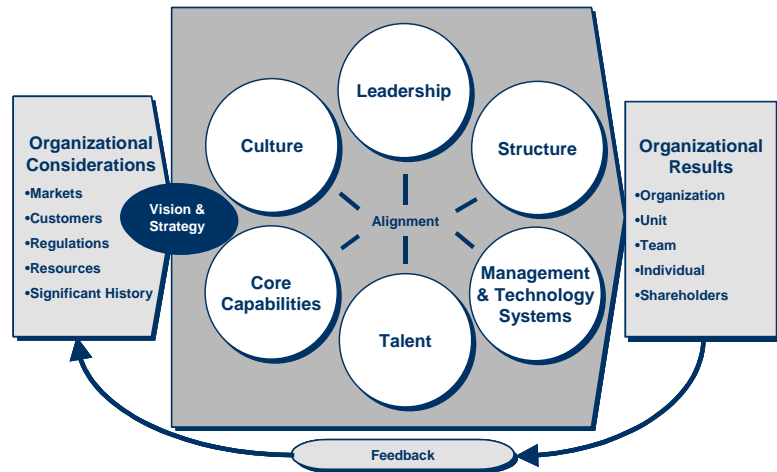 Organizational
Considerations
•Markets
•Customers
•Regulations
•Resources
•Significant History
Vision &
Strategy
Leadership
Culture
Structure
Alignment
Core
Capabilities
Management
& Technology
Systems
Talent
Organizational
Results
•Organization
•Unit
•Team
•Individual
•Shareholders
Feedback